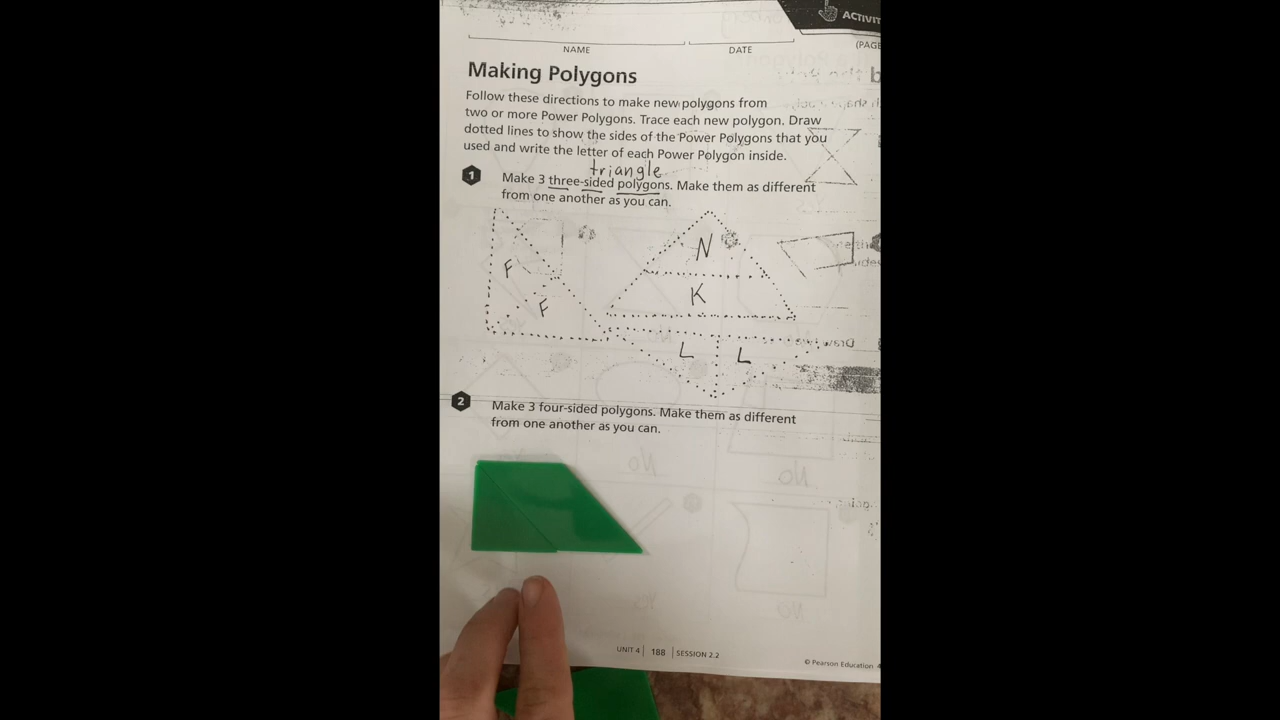 ACTIVIT
(PAGE
NAME DATE
Making Polygons
Follow these directions to make new polygons from
two or more Power Polygons. Trace each new polygon. Draw
dotted lines to show the sides of the Power Polygons that you
used and write the letter of each Power Polygon inside.
triangle
1 Make 3 three-sided polygons. Make them as different
from one another as you can.
N
F
K
F
L L
2 Make 3 four-sided polygons. Make them as different
from one another as you can.
UNIT 4 188 SESSION 2.2
© Pearson Education 4